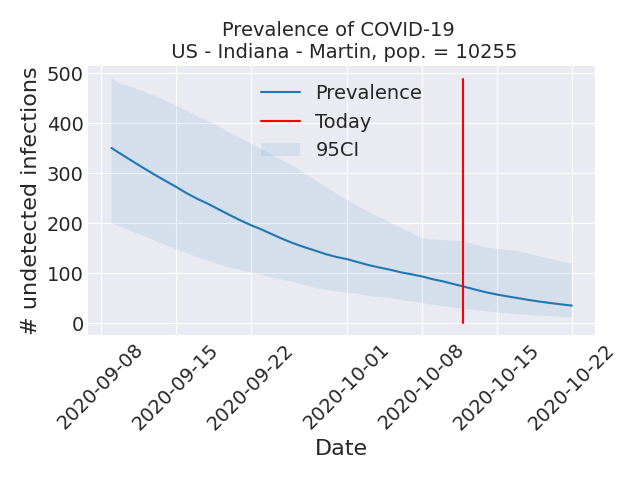 Prevalence of COVID-19
US - Indiana - Martin, pop. = 10255
# undetected infections
500
400
300
200
100
0
Prevalence
Today
95CI
2020-09-08
2020-09-15
2020-09-22
2020-10-01
2020-10-08
2020-10-15
2020-10-22
Date